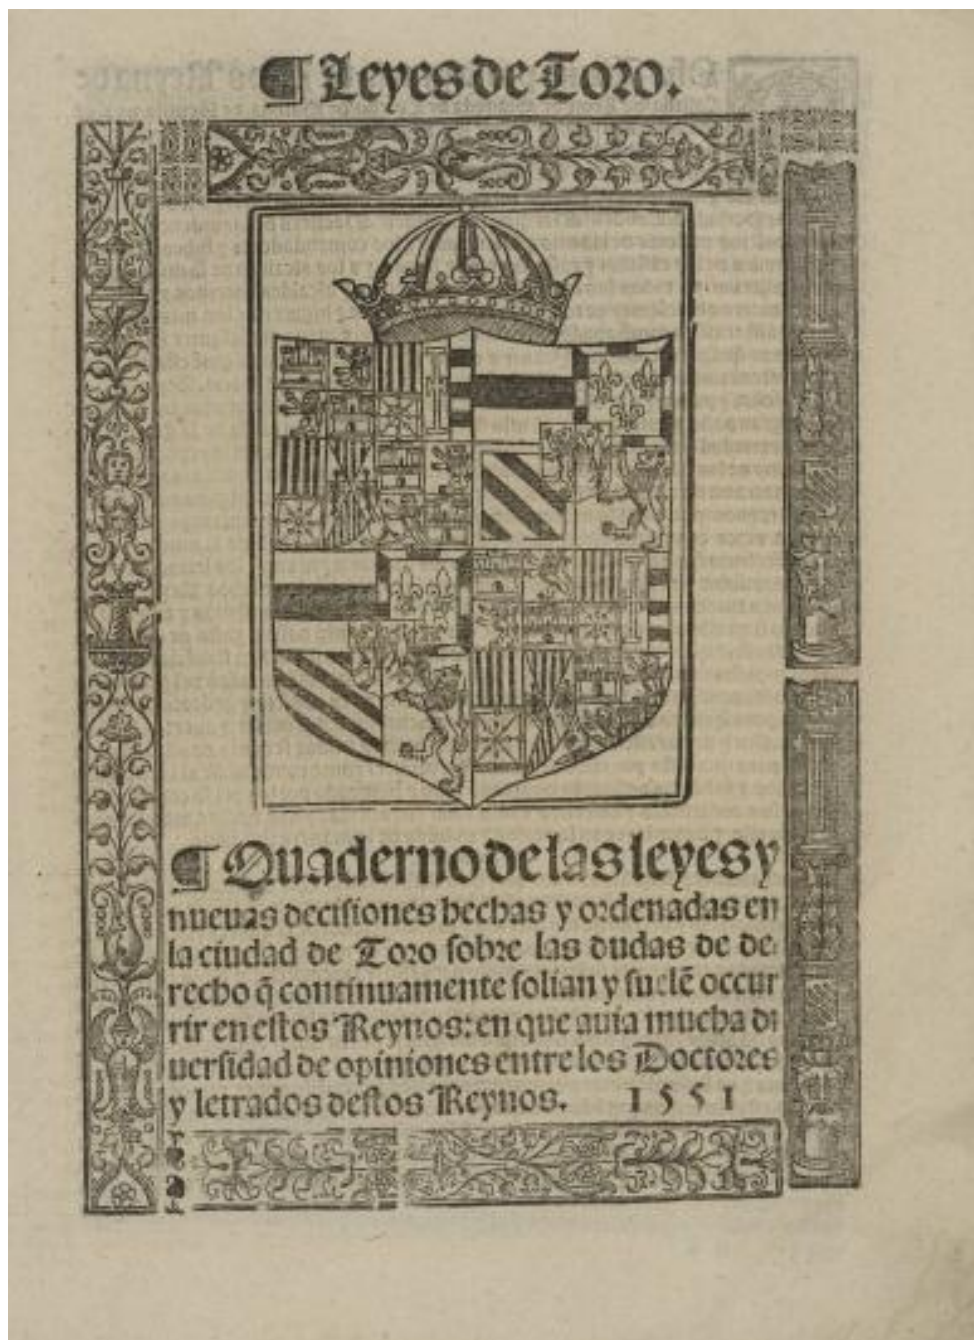 ¶ Leyes de Toro.
¶ Quaderno de las leyes y
nueuas decisiones hechas y ordenadas en
la ciudad de Toro sobre las dudas de de
recho q̃ continuamente solian y suelẽ occur
rir en estos Reynos: en que auia mucha di
uersidad de opiniones entre los Doctores
y letrados destos Reynos. 1551